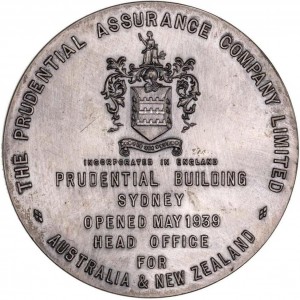 THE PRUDENTIAL ASSURANCE COMPANY LIMITED
INCORPORATED IN ENGLAND
PRUDENTIAL BUILDING
SYDNEY
OPENED MAY 1939
HEAD OFFICE
FOR
AUSTRALIA & NEW ZEALAND